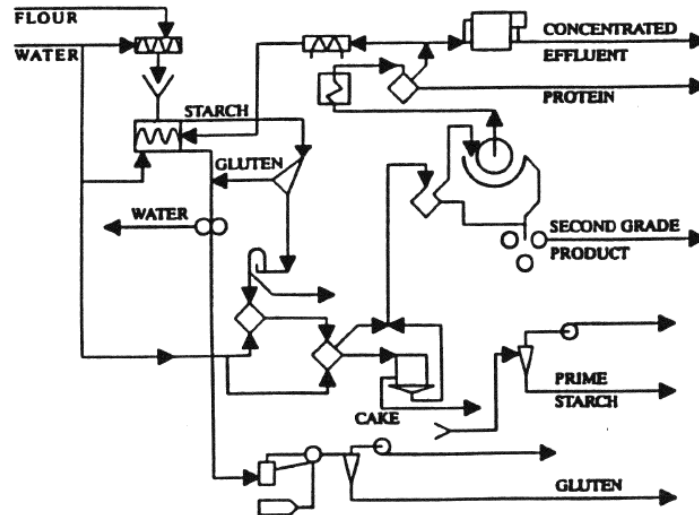 FLOUR
WATER
CONCENTRATED
EFFLUENT
PROTEIN
STARCH
GLUTEN
WATER
SECOND GRADE
PRODUCT
PRIME
STARCH
CAKE
GLUTEN